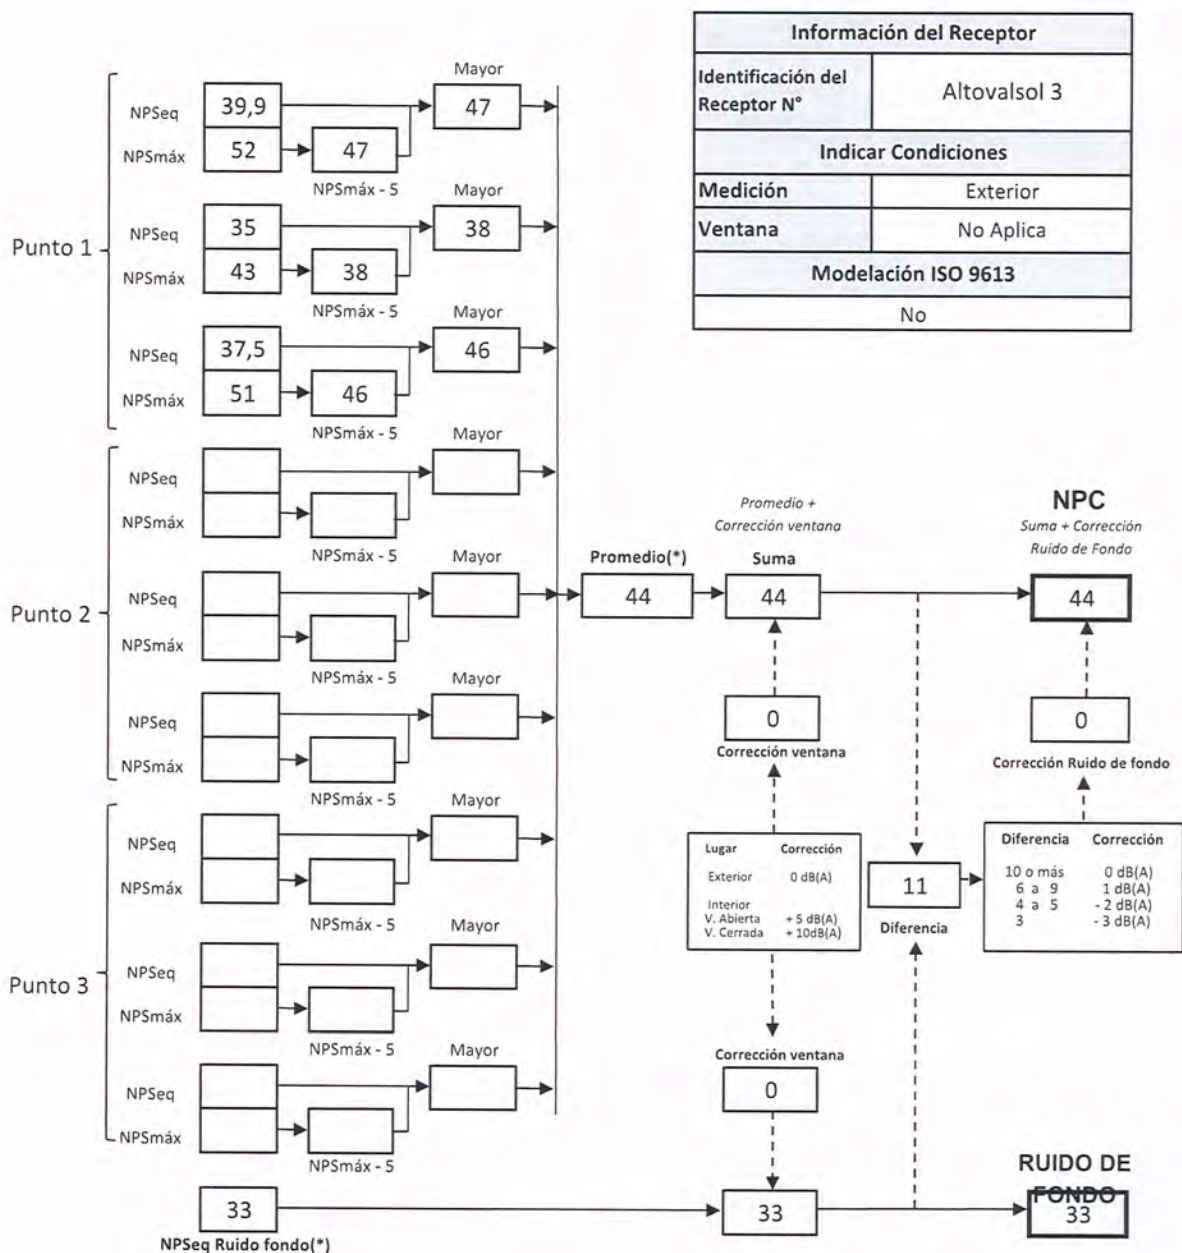 Información del Receptor
Identificación del Receptor N° Altovalsol 3
Indicar Condiciones
Medición Exterior
Ventana No Aplica
Modelación ISO 9613
No
Punto 1
Mayor
NPSeq 39,9 47
NPSmáx 52 47
NPSmáx - 5
Mayor
NPSeq 35 38
NPSmáx 43 38
NPSmáx - 5
Mayor
NPSeq 37,5 46
NPSmáx 51 46
NPSmáx - 5
Punto 2
Mayor
NPSeq
NPSmáx
NPSmáx - 5
Mayor
NPSeq
NPSmáx
NPSmáx - 5
Mayor
NPSeq
NPSmáx
NPSmáx - 5
Punto 3
Mayor
NPSeq
NPSmáx
NPSmáx - 5
Mayor
NPSeq
NPSmáx
NPSmáx - 5
Mayor
NPSeq
NPSmáx
NPSmáx - 5
Promedio(*)
44
Promedio +
Corrección ventana
Suma
44
0
Corrección ventana
Lugar Corrección
Exterior 0 dB(A)
Interior
V. Abierta + 5 dB(A)
V. Cerrada + 10dB(A)
Corrección ventana
0
NPC
Suma + Corrección
Ruido de Fondo
44
0
Corrección Ruido de fondo
Diferencia Corrección
10 o más 0 dB(A)
6 a 9 1 dB(A)
4 a 5 - 2 dB(A)
3 - 3 dB(A)
11
Diferencia
33
NPSeq Ruido fondo(*)
33
RUIDO DE
FONDO
33